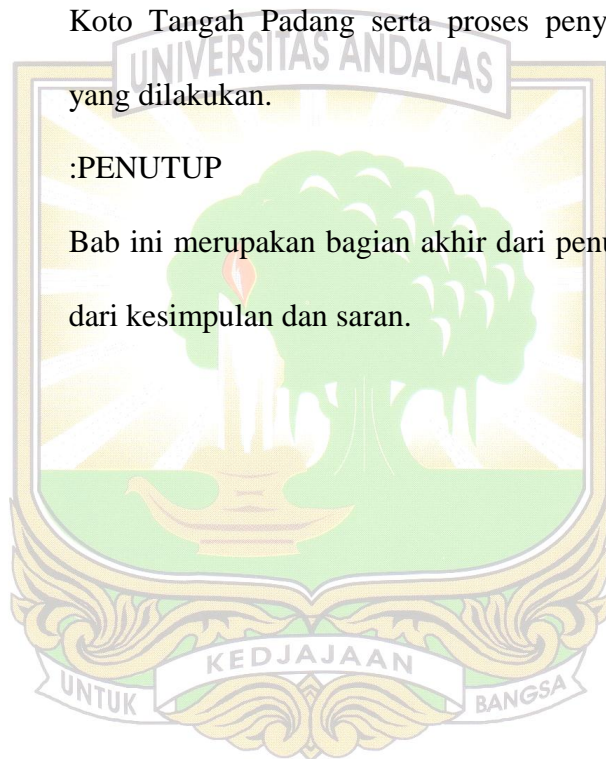 Koto Tangah Padang serta proses peny
UNIVERSITAS ANDALAS
yang dilakukan.
:PENUTUP
Bab ini merupakan bagian akhir dari penu
dari kesimpulan dan saran.
KEDJAJAAN
UNTUK
BANGSA